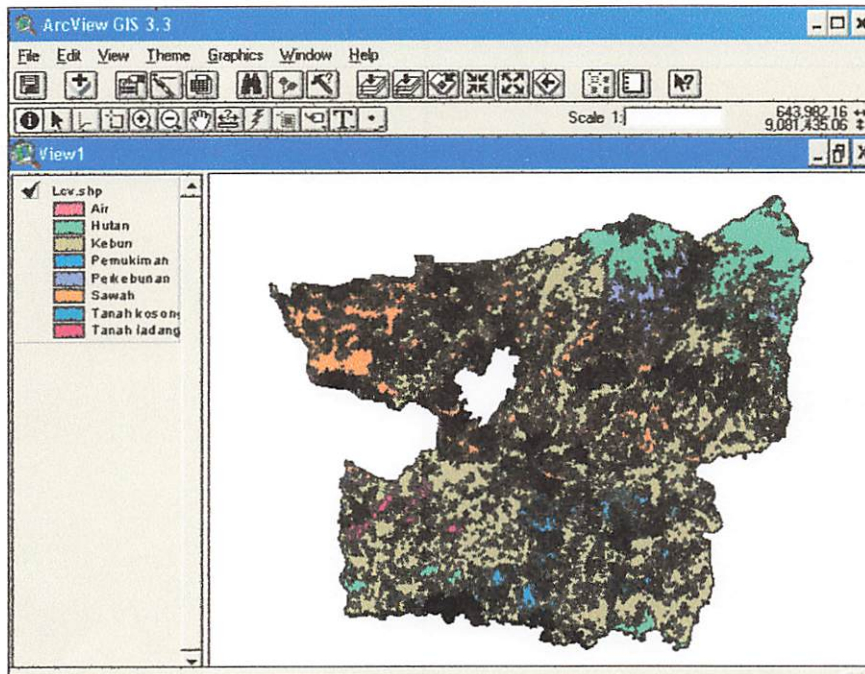 ArcView GIS 3.3
File Edit View Theme Graphics Window Help
Scale 1:
643,982.16
9,081,435.06
View1
Lcv.shp
Air
Hutan
Kebun
Pemukiman
Perkebunan
Sawah
Tanah kosong
Tanah ladang